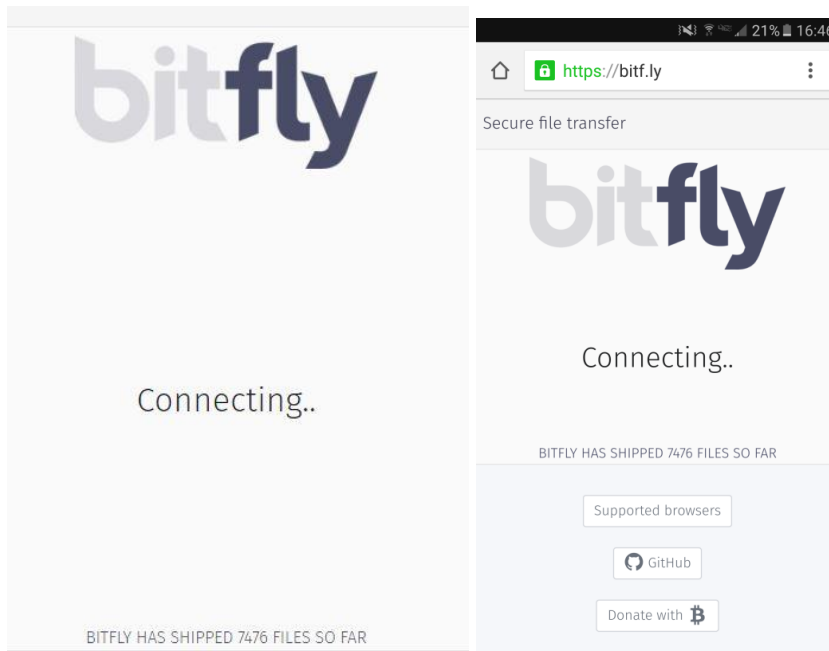 bitfly
Connecting..
BITFLY HAS SHIPPED 7476 FILES SO FAR
21% 16:46
https://bitf.ly
Secure file transfer
bitfly
Connecting..
BITFLY HAS SHIPPED 7476 FILES SO FAR
Supported browsers
GitHub
Donate with